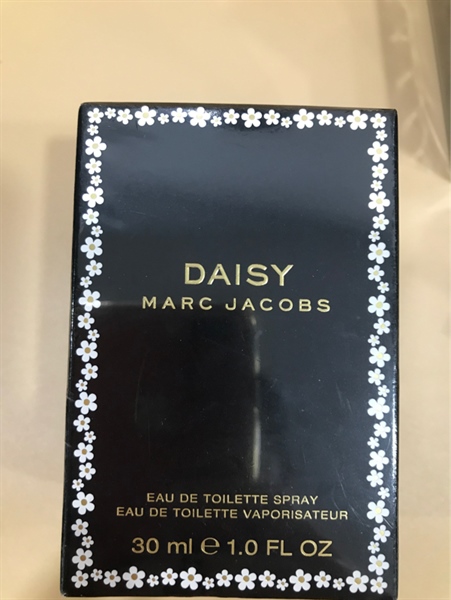 DAISY
MARC JACOBS
EAU DE TOILETTE SPRAY
EAU DE TOILETTE VAPORISATEUR
30 ml ℮ 1.0 FL OZ